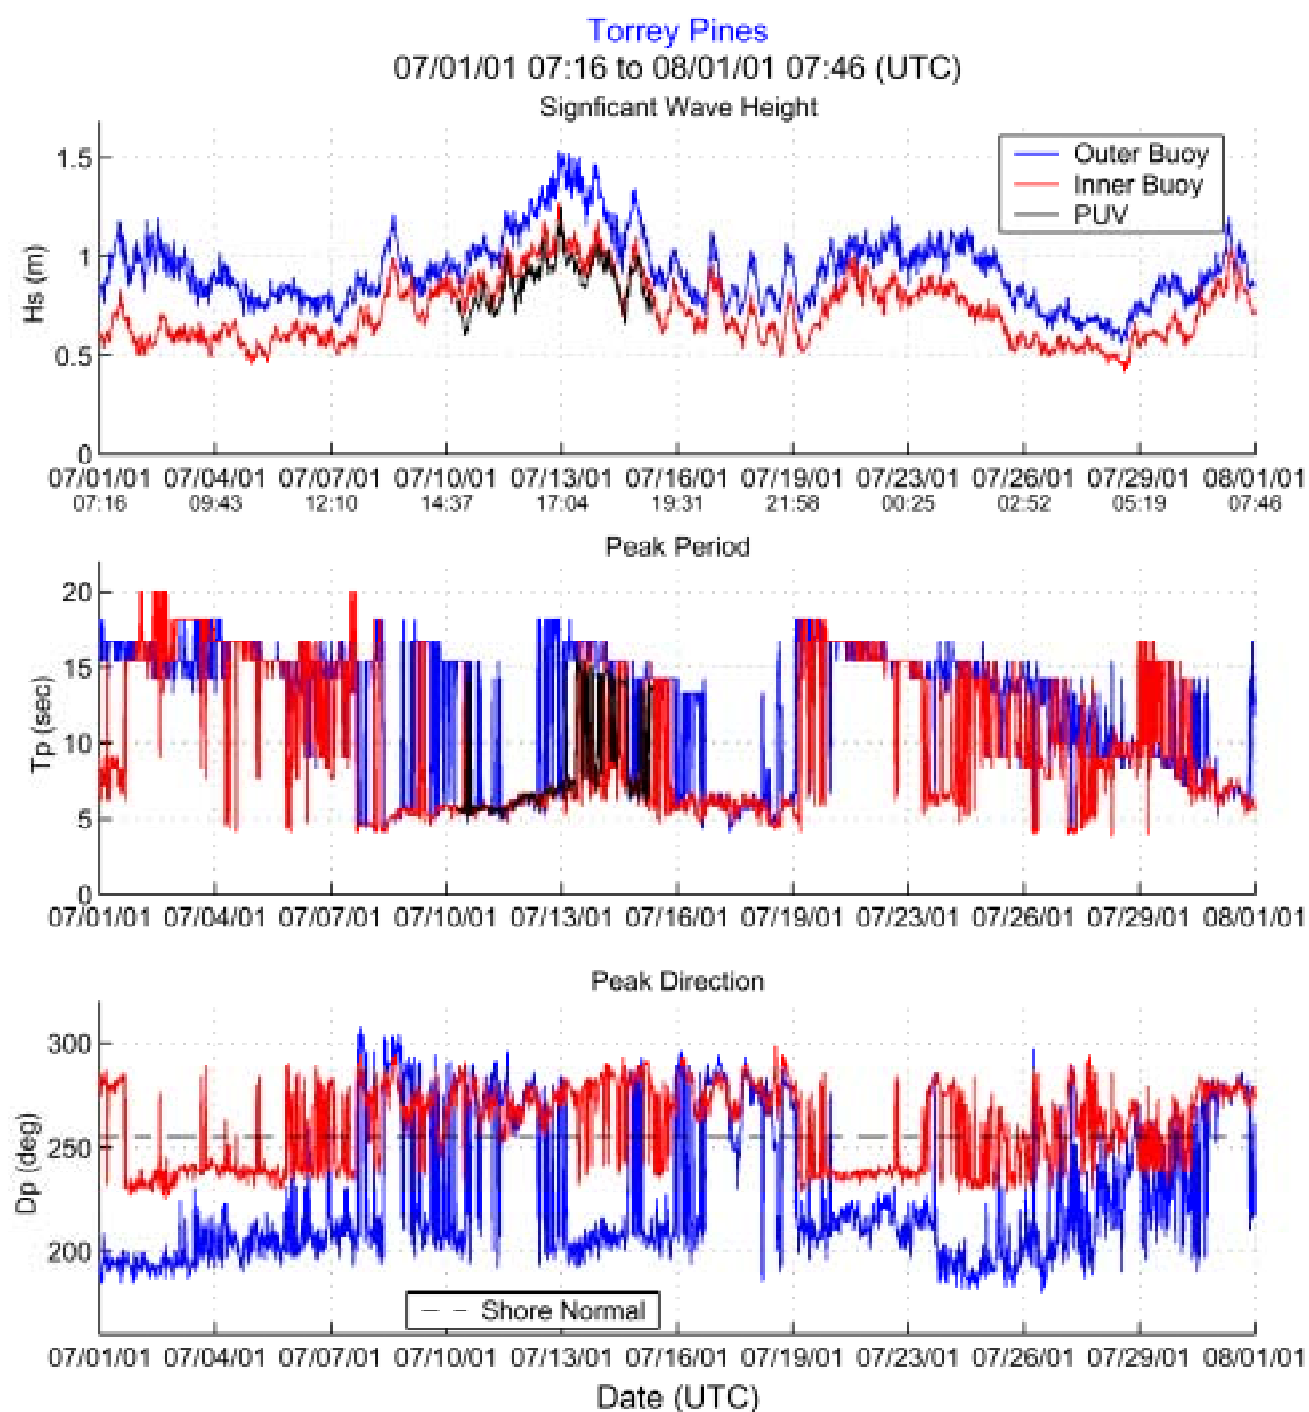 Torrey Pines
07/01/01 07:16 to 08/01/01 07:46 (UTC)
Signficant Wave Height
Outer Buoy
Inner Buoy
PUV
Hs (m)
1.5
1
0.5
0
07/01/01 07/04/01 07/07/01 07/10/01 07/13/01 07/16/01 07/19/01 07/23/01 07/26/01 07/29/01 08/01/01
07:16 09:43 12:10 14:37 17:04 19:31 21:58 00:25 02:52 05:19 07:46
Peak Period
Tp (sec)
20
15
10
5
0
07/01/01 07/04/01 07/07/01 07/10/01 07/13/01 07/16/01 07/19/01 07/23/01 07/26/01 07/29/01 08/01/01
Peak Direction
Dp (deg)
300
250
200
Shore Normal
07/01/01 07/04/01 07/07/01 07/10/01 07/13/01 07/16/01 07/19/01 07/23/01 07/26/01 07/29/01 08/01/01
Date (UTC)